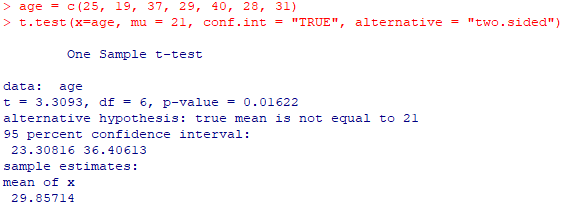 > age = c(25, 19, 37, 29, 40, 28, 31)
> t.test(x=age, mu = 21, conf.int = "TRUE", alternative = "two.sided")
One Sample t-test
data:  age
t = 3.3093, df = 6, p-value = 0.01622
alternative hypothesis: true mean is not equal to 21
95 percent confidence interval:
23.30816 36.40613
sample estimates:
mean of x
29.85714